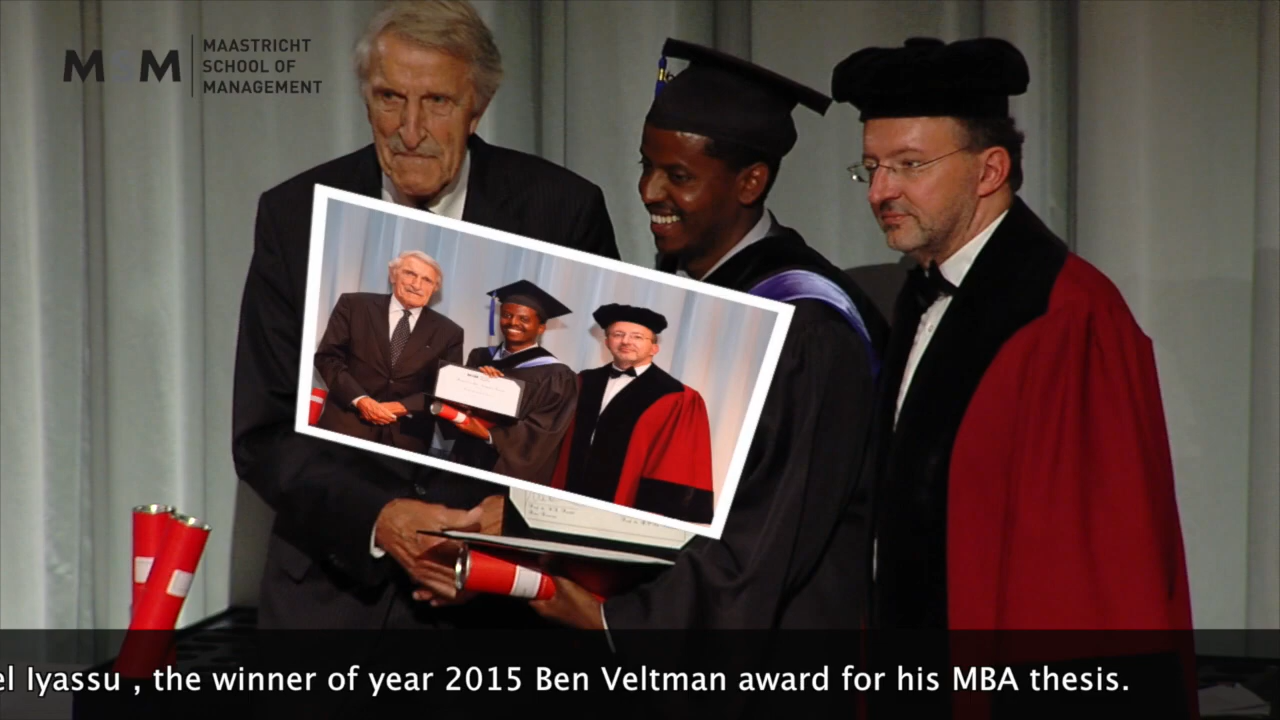 MSM
MAASTRICHT
SCHOOL OF
MANAGEMENT
el Iyassu , the winner of year 2015 Ben Veltman award for his MBA thesis.